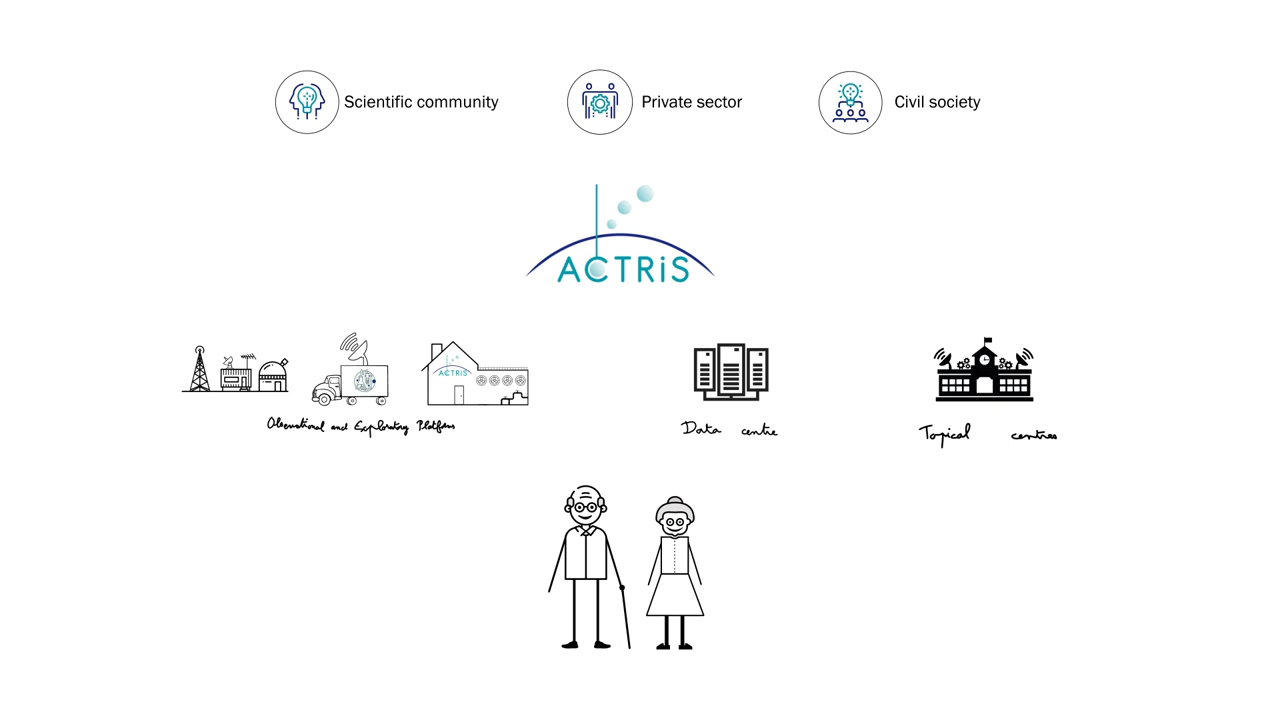 Scientific community
Private sector
Civil society
ACTRiS
ACTRiS
Observational and Exploratory Platforms
Data centre
Topical centres